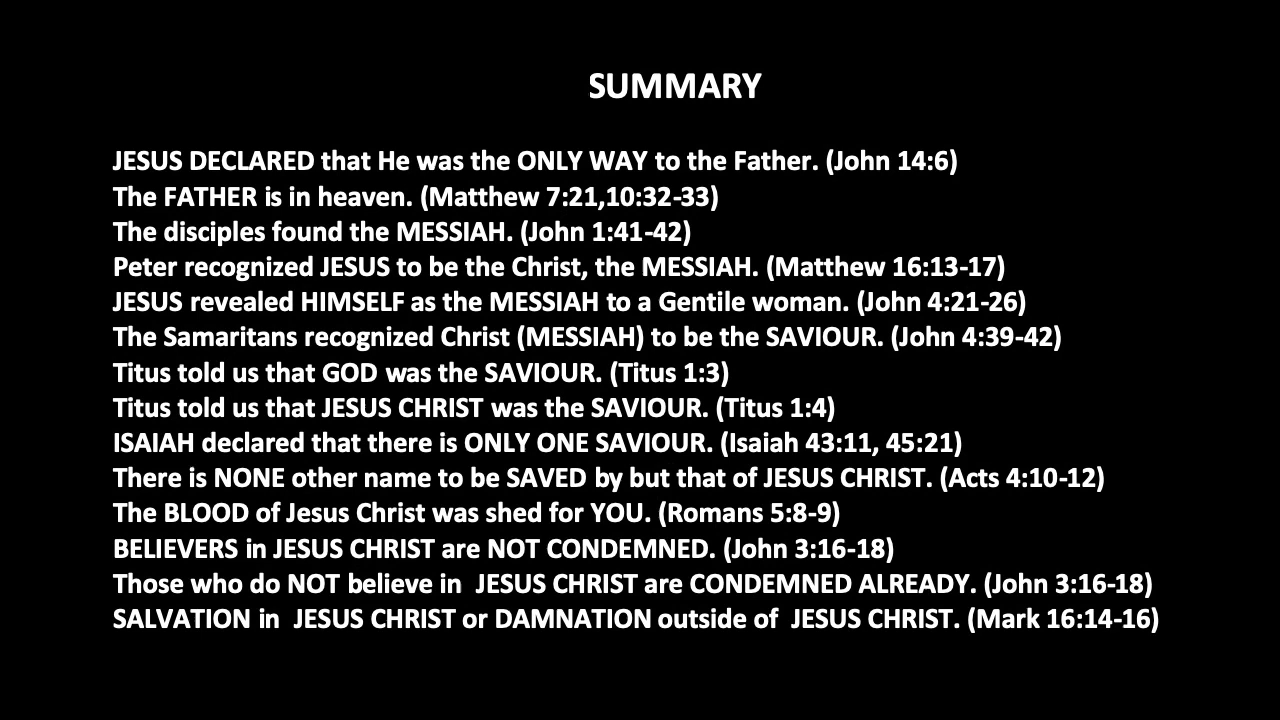 SUMMARY
JESUS DECLARED that He was the ONLY WAY to the Father. (John 14:6)
The FATHER is in heaven. (Matthew 7:21,10:32-33)
The disciples found the MESSIAH. (John 1:41-42)
Peter recognized JESUS to be the Christ, the MESSIAH. (Matthew 16:13-17)
JESUS revealed HIMSELF as the MESSIAH to a Gentile woman. (John 4:21-26)
The Samaritans recognized Christ (MESSIAH) to be the SAVIOUR. (John 4:39-42)
Titus told us that GOD was the SAVIOUR. (Titus 1:3)
Titus told us that JESUS CHRIST was the SAVIOUR. (Titus 1:4)
ISAIAH declared that there is ONLY ONE SAVIOUR. (Isaiah 43:11, 45:21)
There is NONE other name to be SAVED by but that of JESUS CHRIST. (Acts 4:10-12)
The BLOOD of Jesus Christ was shed for YOU. (Romans 5:8-9)
BELIEVERS in JESUS CHRIST are NOT CONDEMNED. (John 3:16-18)
Those who do NOT believe in  JESUS CHRIST are CONDEMNED ALREADY. (John 3:16-18)
SALVATION in  JESUS CHRIST or DAMNATION outside of  JESUS CHRIST. (Mark 16:14-16)